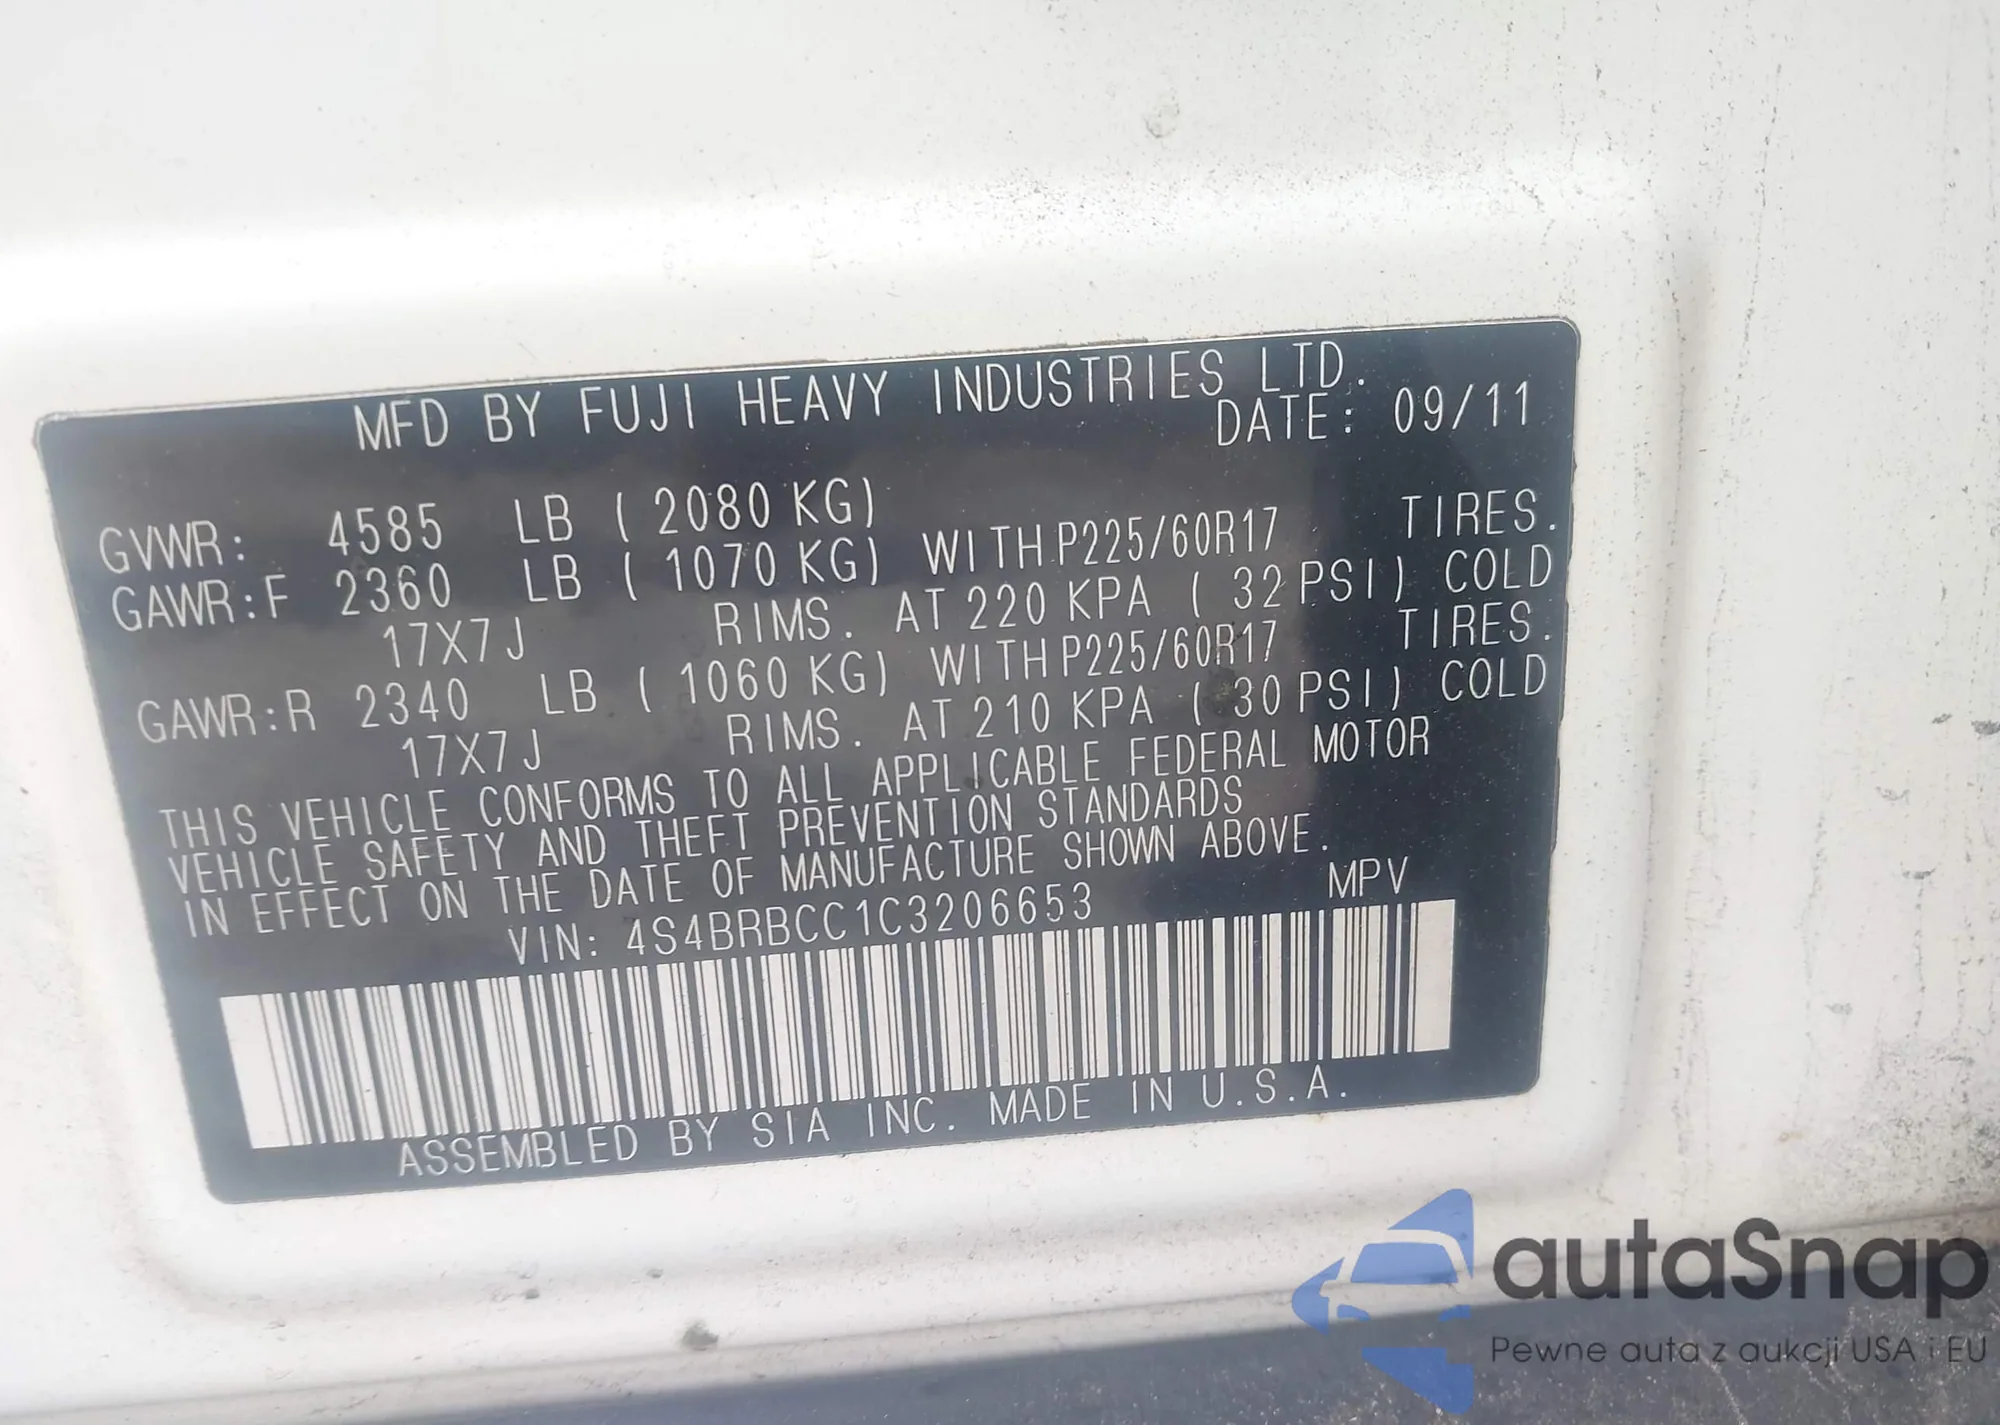 MFD BY FUJI HEAVY INDUSTRIES LTD.
DATE: 09/11
GVWR: 4585 LB ( 2080 KG)
GAWR:F 2360 LB ( 1070 KG) WITH P225/60R17 TIRES.
17X7J RIMS. AT 220 KPA ( 32 PSI) COLD
GAWR:R 2340 LB ( 1060 KG) WITH P225/60R17 TIRES.
17X7J RIMS. AT 210 KPA ( 30 PSI) COLD
THIS VEHICLE CONFORMS TO ALL APPLICABLE FEDERAL MOTOR
VEHICLE SAFETY AND THEFT PREVENTION STANDARDS
IN EFFECT ON THE DATE OF MANUFACTURE SHOWN ABOVE.
VIN: 4S4BRBCC1C3206653 MPV
ASSEMBLED BY SIA INC. MADE IN U.S.A.
autaSnap
Pewne auta z aukcji USA i EU